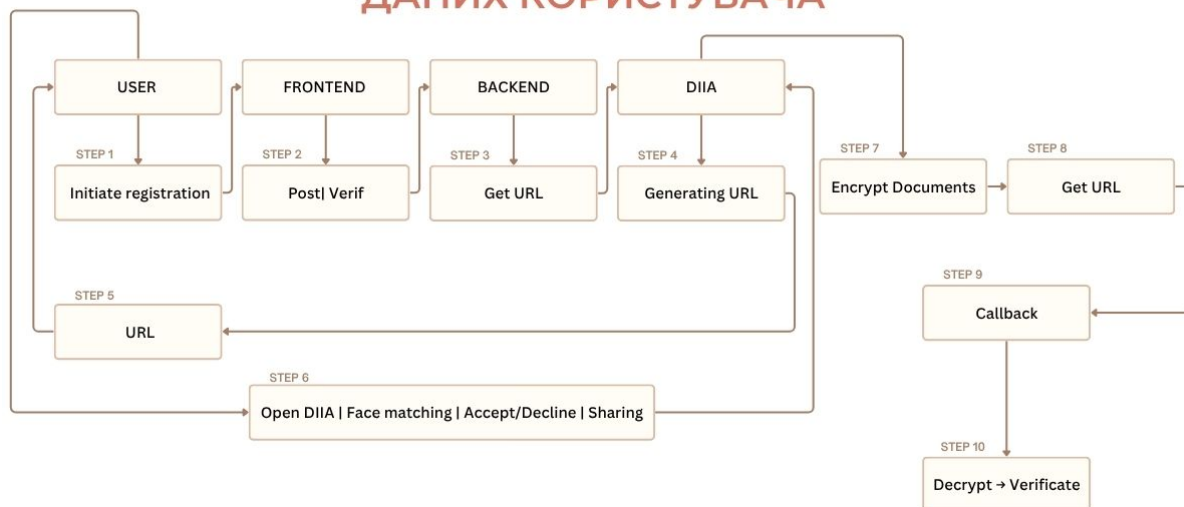 ДАНИХ КОРИСТУВАЧА
USER
FRONTEND
BACKEND
DIIA
STEP 1
Initiate registration
STEP 2
Post| Verif
STEP 3
Get URL
STEP 4
Generating URL
STEP 7
Encrypt Documents
STEP 8
Get URL
STEP 5
URL
STEP 9
Callback
STEP 6
Open DIIA | Face matching | Accept/Decline | Sharing
STEP 10
Decrypt → Verificate